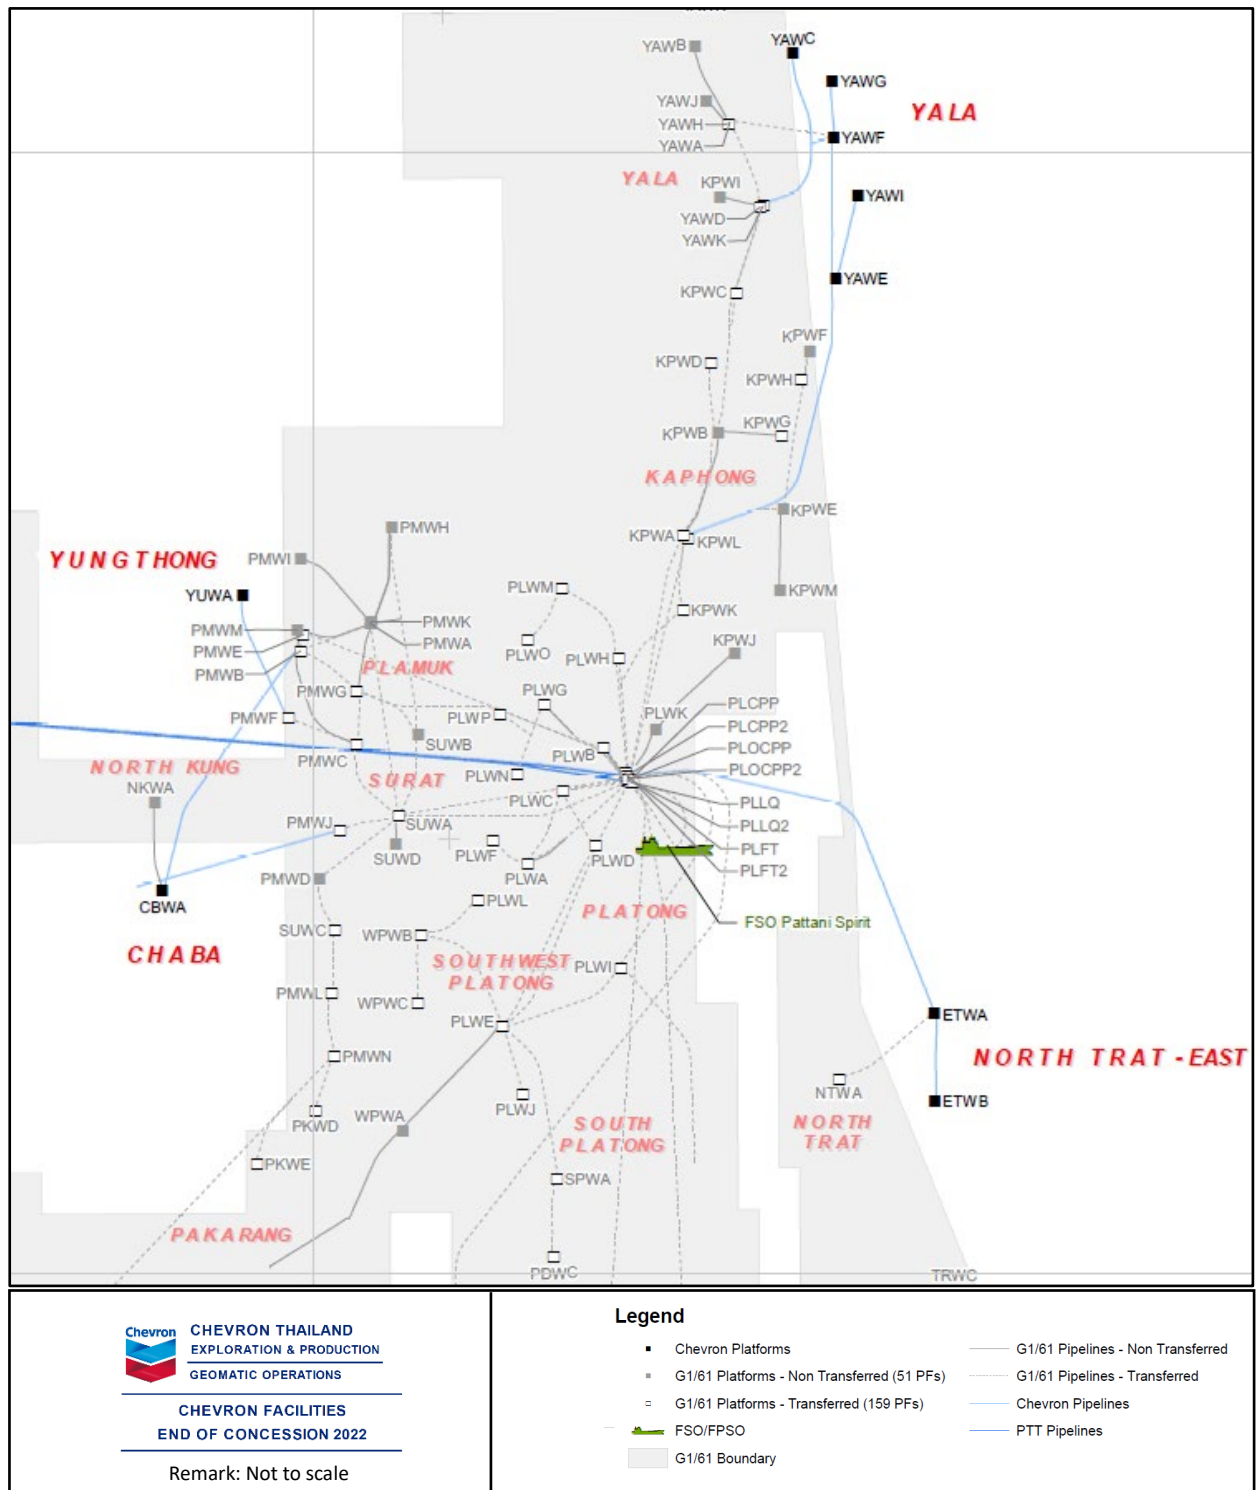 YAWB
YAWC
YAWG
YALA
YAWJ
YAWH
YAWF
YAWA
YALA
KPWI
YAWI
YAWD
YAWK
YAWE
KPWC
KPWF
KPWD
KPWH
KPWG
KPWB
KAPHONG
KPWE
PMWH
KPWA
KPWL
YUNGTHONG
PMWI
YUWA
PLWM
KPWM
KPWK
PMWM
PMWK
PMWE
PMWA
PLWO
PLWH
KPWJ
PMWB
PLAMUK
PMWG
PLWG
PLCPP
PMWF
PLWP
PLWK
PLCPP2
SUWB
PLWB
PLOCPP
PMWC
NORTH KUNG
SURAT
PLWN
PLOCPP2
NKWA
PLWC
PLLQ
PMWJ
SUWA
PLLQ2
SUWD
PLWF
PLWD
PLFT
PLWA
PLFT2
PMWD
CBWA
PLWL
PLATONG
FSO Pattani Spirit
SUWC
WPWB
CHABA
SOUTHWEST
PLATONG
PLWI
PMWL
WPWC
PLWE
ETWA
PMWN
NORTH TRAT - EAST
NTWA
ETWB
PKWD
WPWA
PLWJ
SOUTH
PLATONG
NORTH
TRAT
PKWE
SPWA
PAKARANG
PDWC
TRWC
Chevron
CHEVRON THAILAND
EXPLORATION & PRODUCTION
GEOMATIC OPERATIONS
CHEVRON FACILITIES
END OF CONCESSION 2022
Remark: Not to scale
Legend
Chevron Platforms
G1/61 Platforms - Non Transferred (51 PFs)
G1/61 Platforms - Transferred (159 PFs)
FSO/FPSO
G1/61 Boundary
G1/61 Pipelines - Non Transferred
G1/61 Pipelines - Transferred
Chevron Pipelines
PTT Pipelines